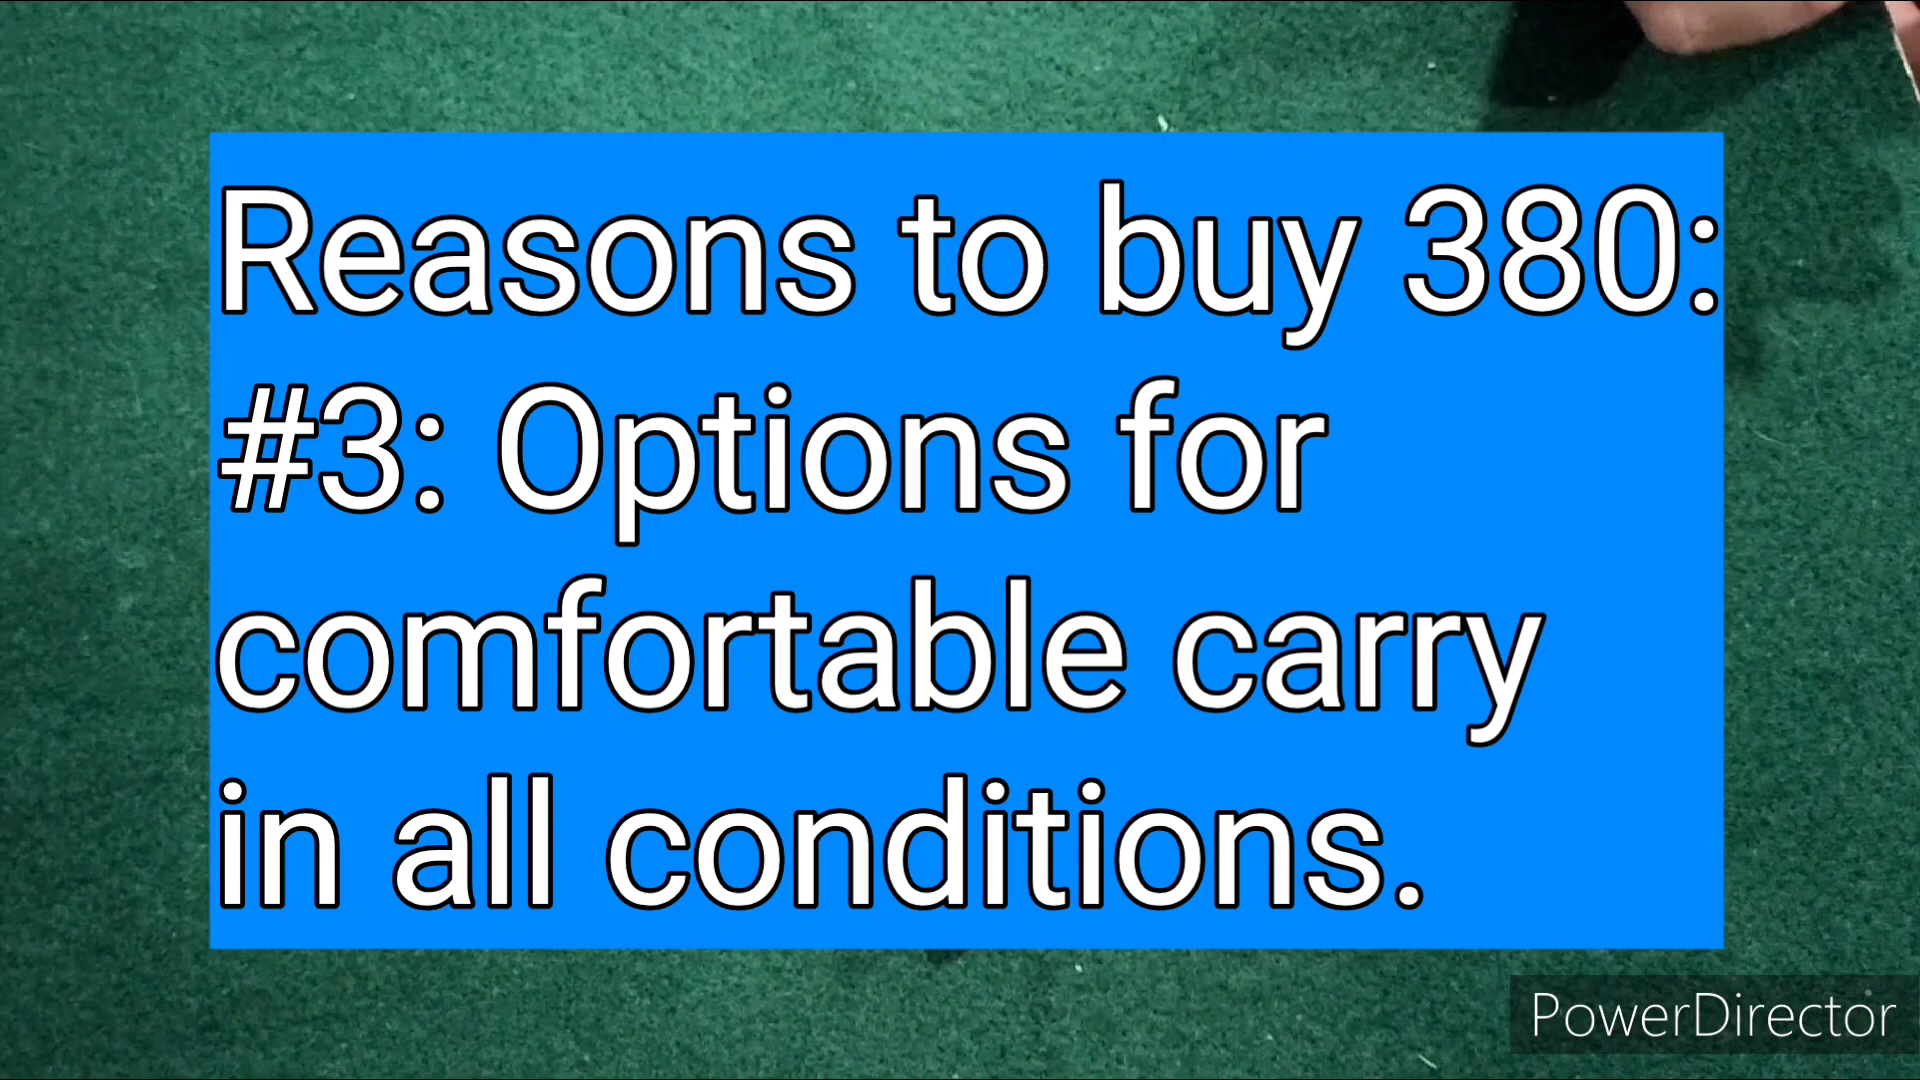 Reasons to buy 380:
#3: Options for
comfortable carry
in all conditions.
PowerDirector